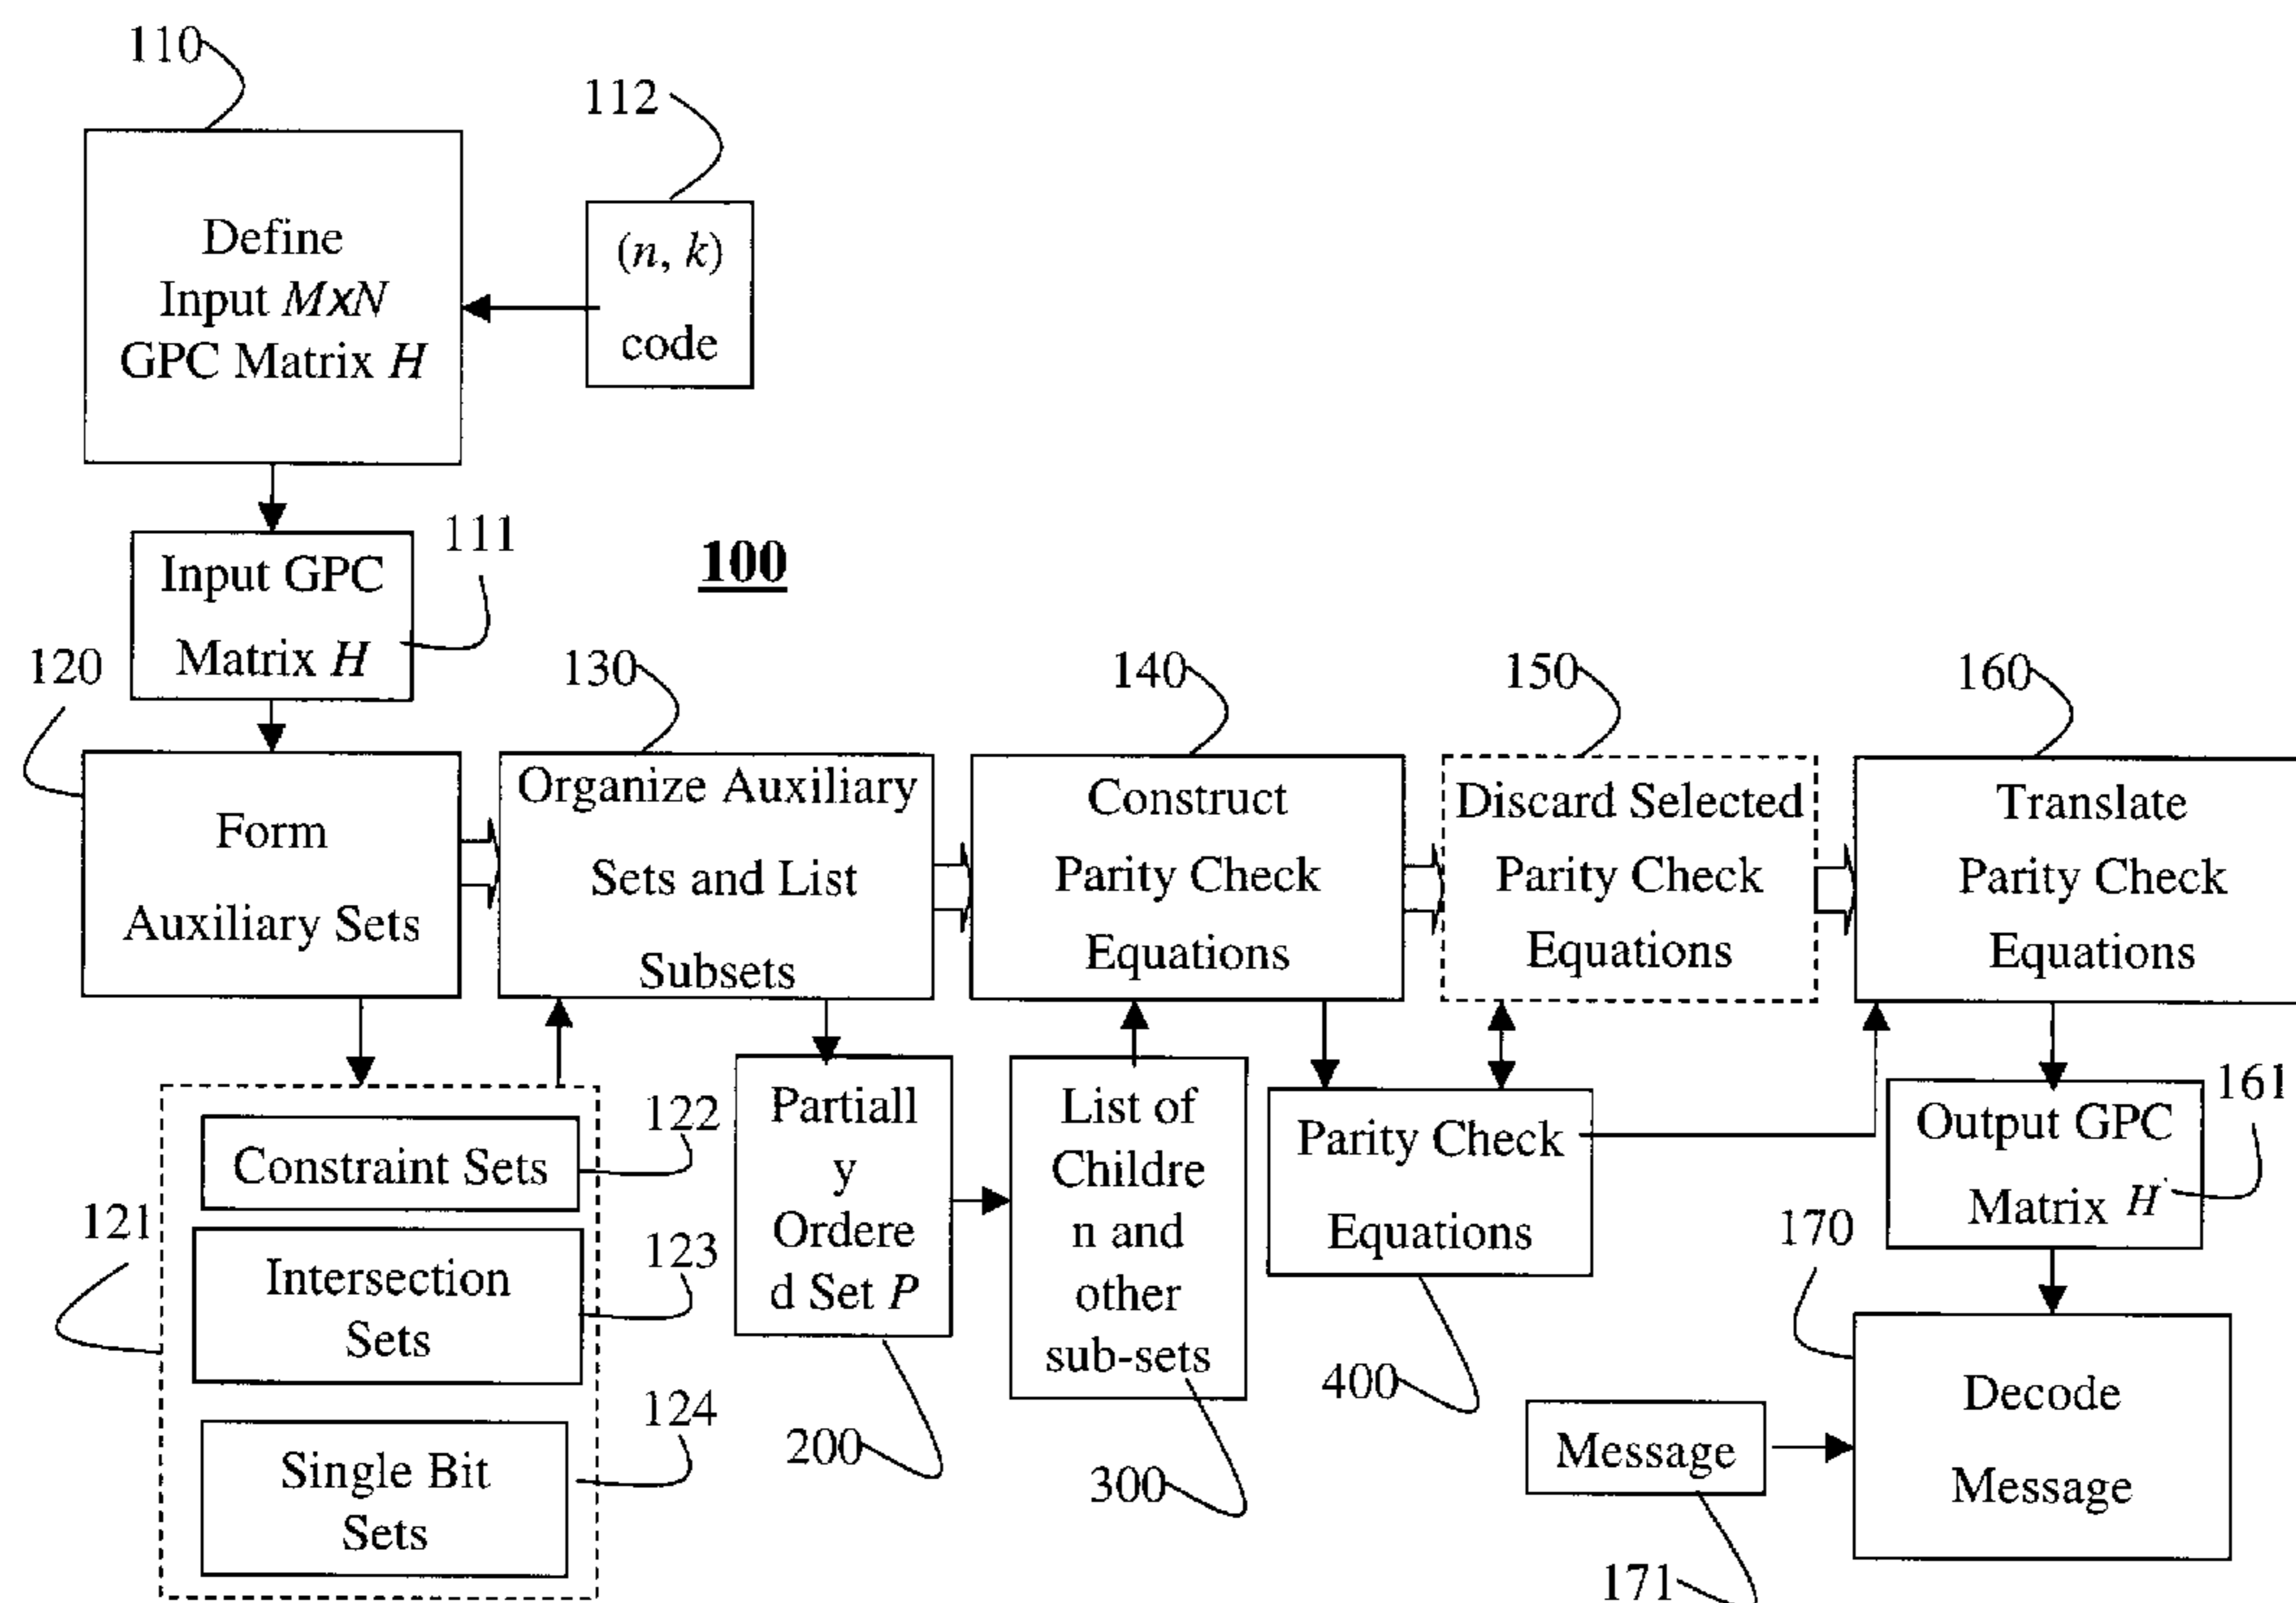 110
112
Define
Input MxN
GPC Matrix H
(n, k)
code
Input GPC
Matrix H
111
100
120
130
140
150
160
Form
Auxiliary Sets
Organize Auxiliary
Sets and List
Subsets
Construct
Parity Check
Equations
Discard Selected
Parity Check
Equations
Translate
Parity Check
Equations
121
Constraint Sets
122
Intersection
Sets
123
Single Bit
Sets
124
Partiall
y
Ordere
d Set P
200
List of
Childre
n and
other
sub-sets
300
Parity Check
Equations
400
Output GPC
Matrix H'
161
170
Message
171
Decode
Message